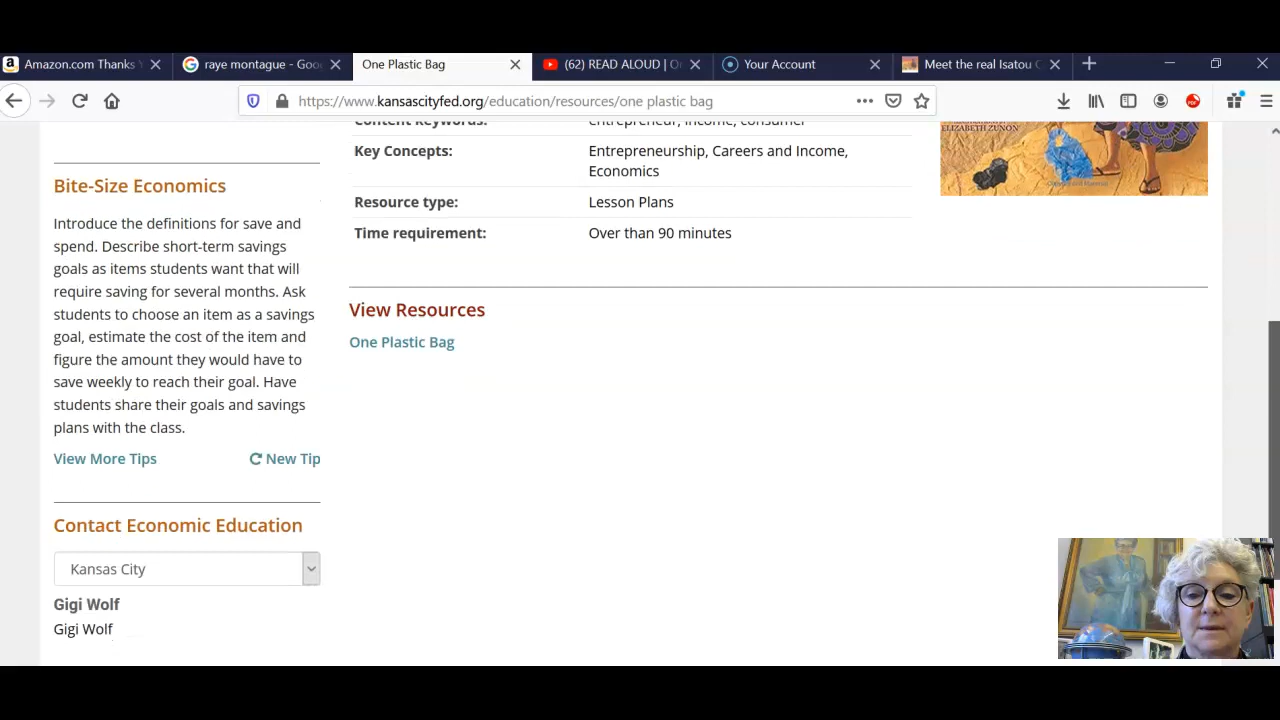 Amazon.com Thanks
raye montague - Goo
One Plastic Bag
(62) READ ALOUD |
Your Account
Meet the real Isatou
https://www.kansascityfed.org/education/resources/one plastic bag
Content Keywords:
entrepreneur, income, consumer
ELIZABETH ZUNON
Key Concepts:
Entrepreneurship, Careers and Income,
Economics
Resource type:
Lesson Plans
Time requirement:
Over than 90 minutes
Bite-Size Economics
Introduce the definitions for save and
spend. Describe short-term savings
goals as items students want that will
require saving for several months. Ask
students to choose an item as a savings
goal, estimate the cost of the item and
figure the amount they would have to
save weekly to reach their goal. Have
students share their goals and savings
plans with the class.
View More Tips
New Tip
View Resources
One Plastic Bag
Contact Economic Education
Kansas City
Gigi Wolf
Gigi Wolf